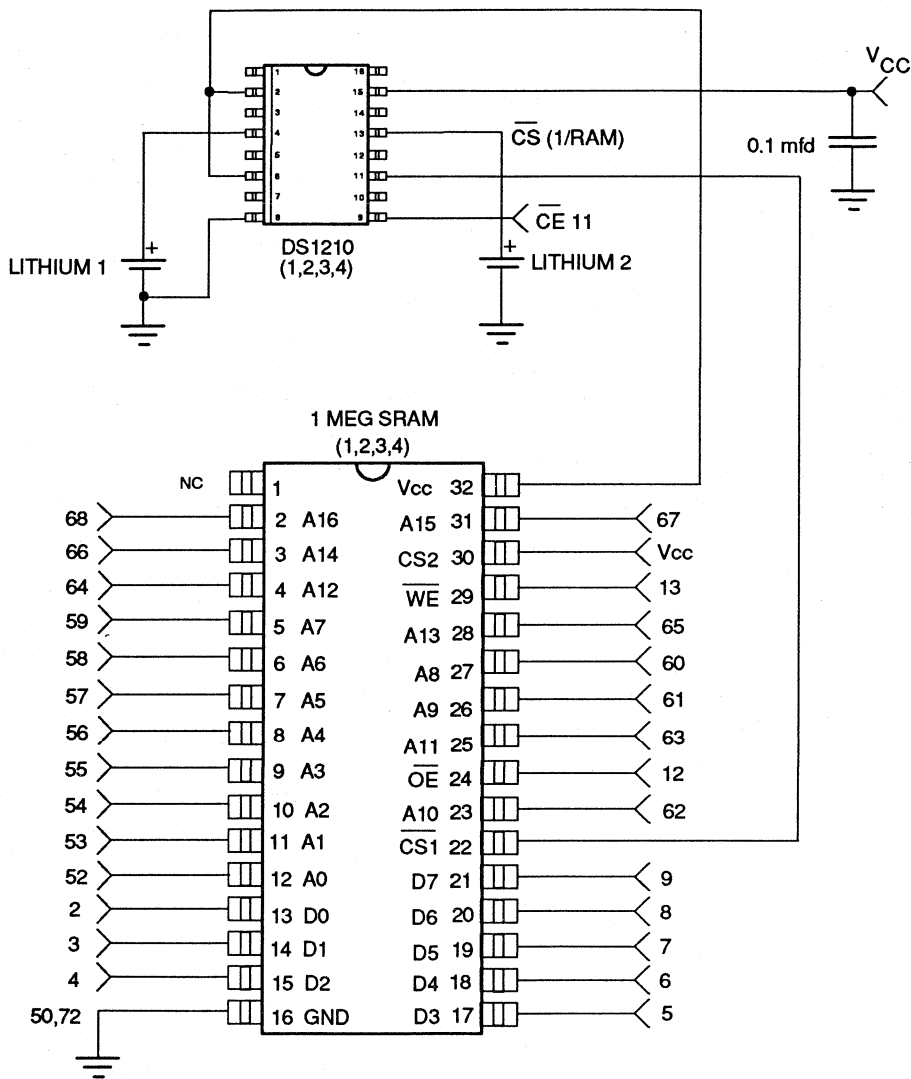 VCC
1 16
2 15
3 14
4 13
5 12
6 11
7 10
8 9
CS (1/RAM)
0.1 mfd
CE 11
DS1210
(1,2,3,4)
+
LITHIUM 1
+
LITHIUM 2
1 MEG SRAM
(1,2,3,4)
NC 1 Vcc 32
68 2 A16 A15 31 67
66 3 A14 CS2 30 Vcc
64 4 A12 WE 29 13
59 5 A7 A13 28 65
58 6 A6 A8 27 60
57 7 A5 A9 26 61
56 8 A4 A11 25 63
55 9 A3 OE 24 12
54 10 A2 A10 23 62
53 11 A1 CS1 22
52 12 A0 D7 21 9
2 13 D0 D6 20 8
3 14 D1 D5 19 7
4 15 D2 D4 18 6
50,72 16 GND D3 17 5